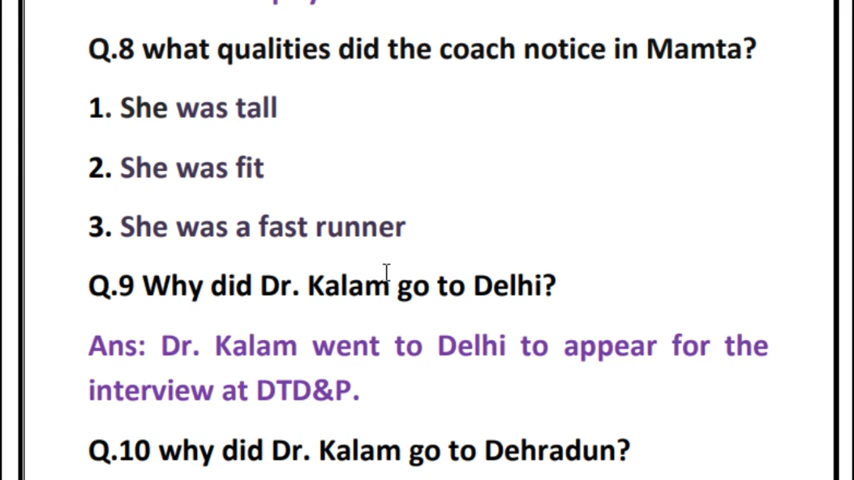 Q.8 what qualities did the coach notice in Mamta?
1. She was tall
2. She was fit
3. She was a fast runner
Q.9 Why did Dr. Kalam go to Delhi?
Ans: Dr. Kalam went to Delhi to appear for the
interview at DTD&P.
Q.10 why did Dr. Kalam go to Dehradun?